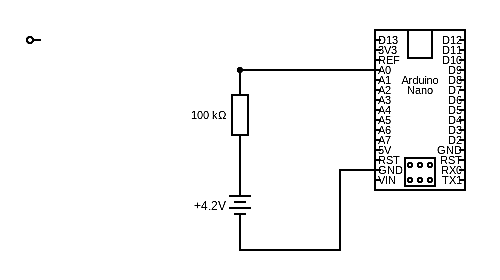 D13 D12
3V3 D11
REF D10
A0 D9
A1 Arduino D8
A2 Nano D7
A3 D6
100 kΩ A4 D5
A5 D4
A6 D3
A7 D2
5V GND
RST RST
GND RX0
VIN TX1
+4.2V